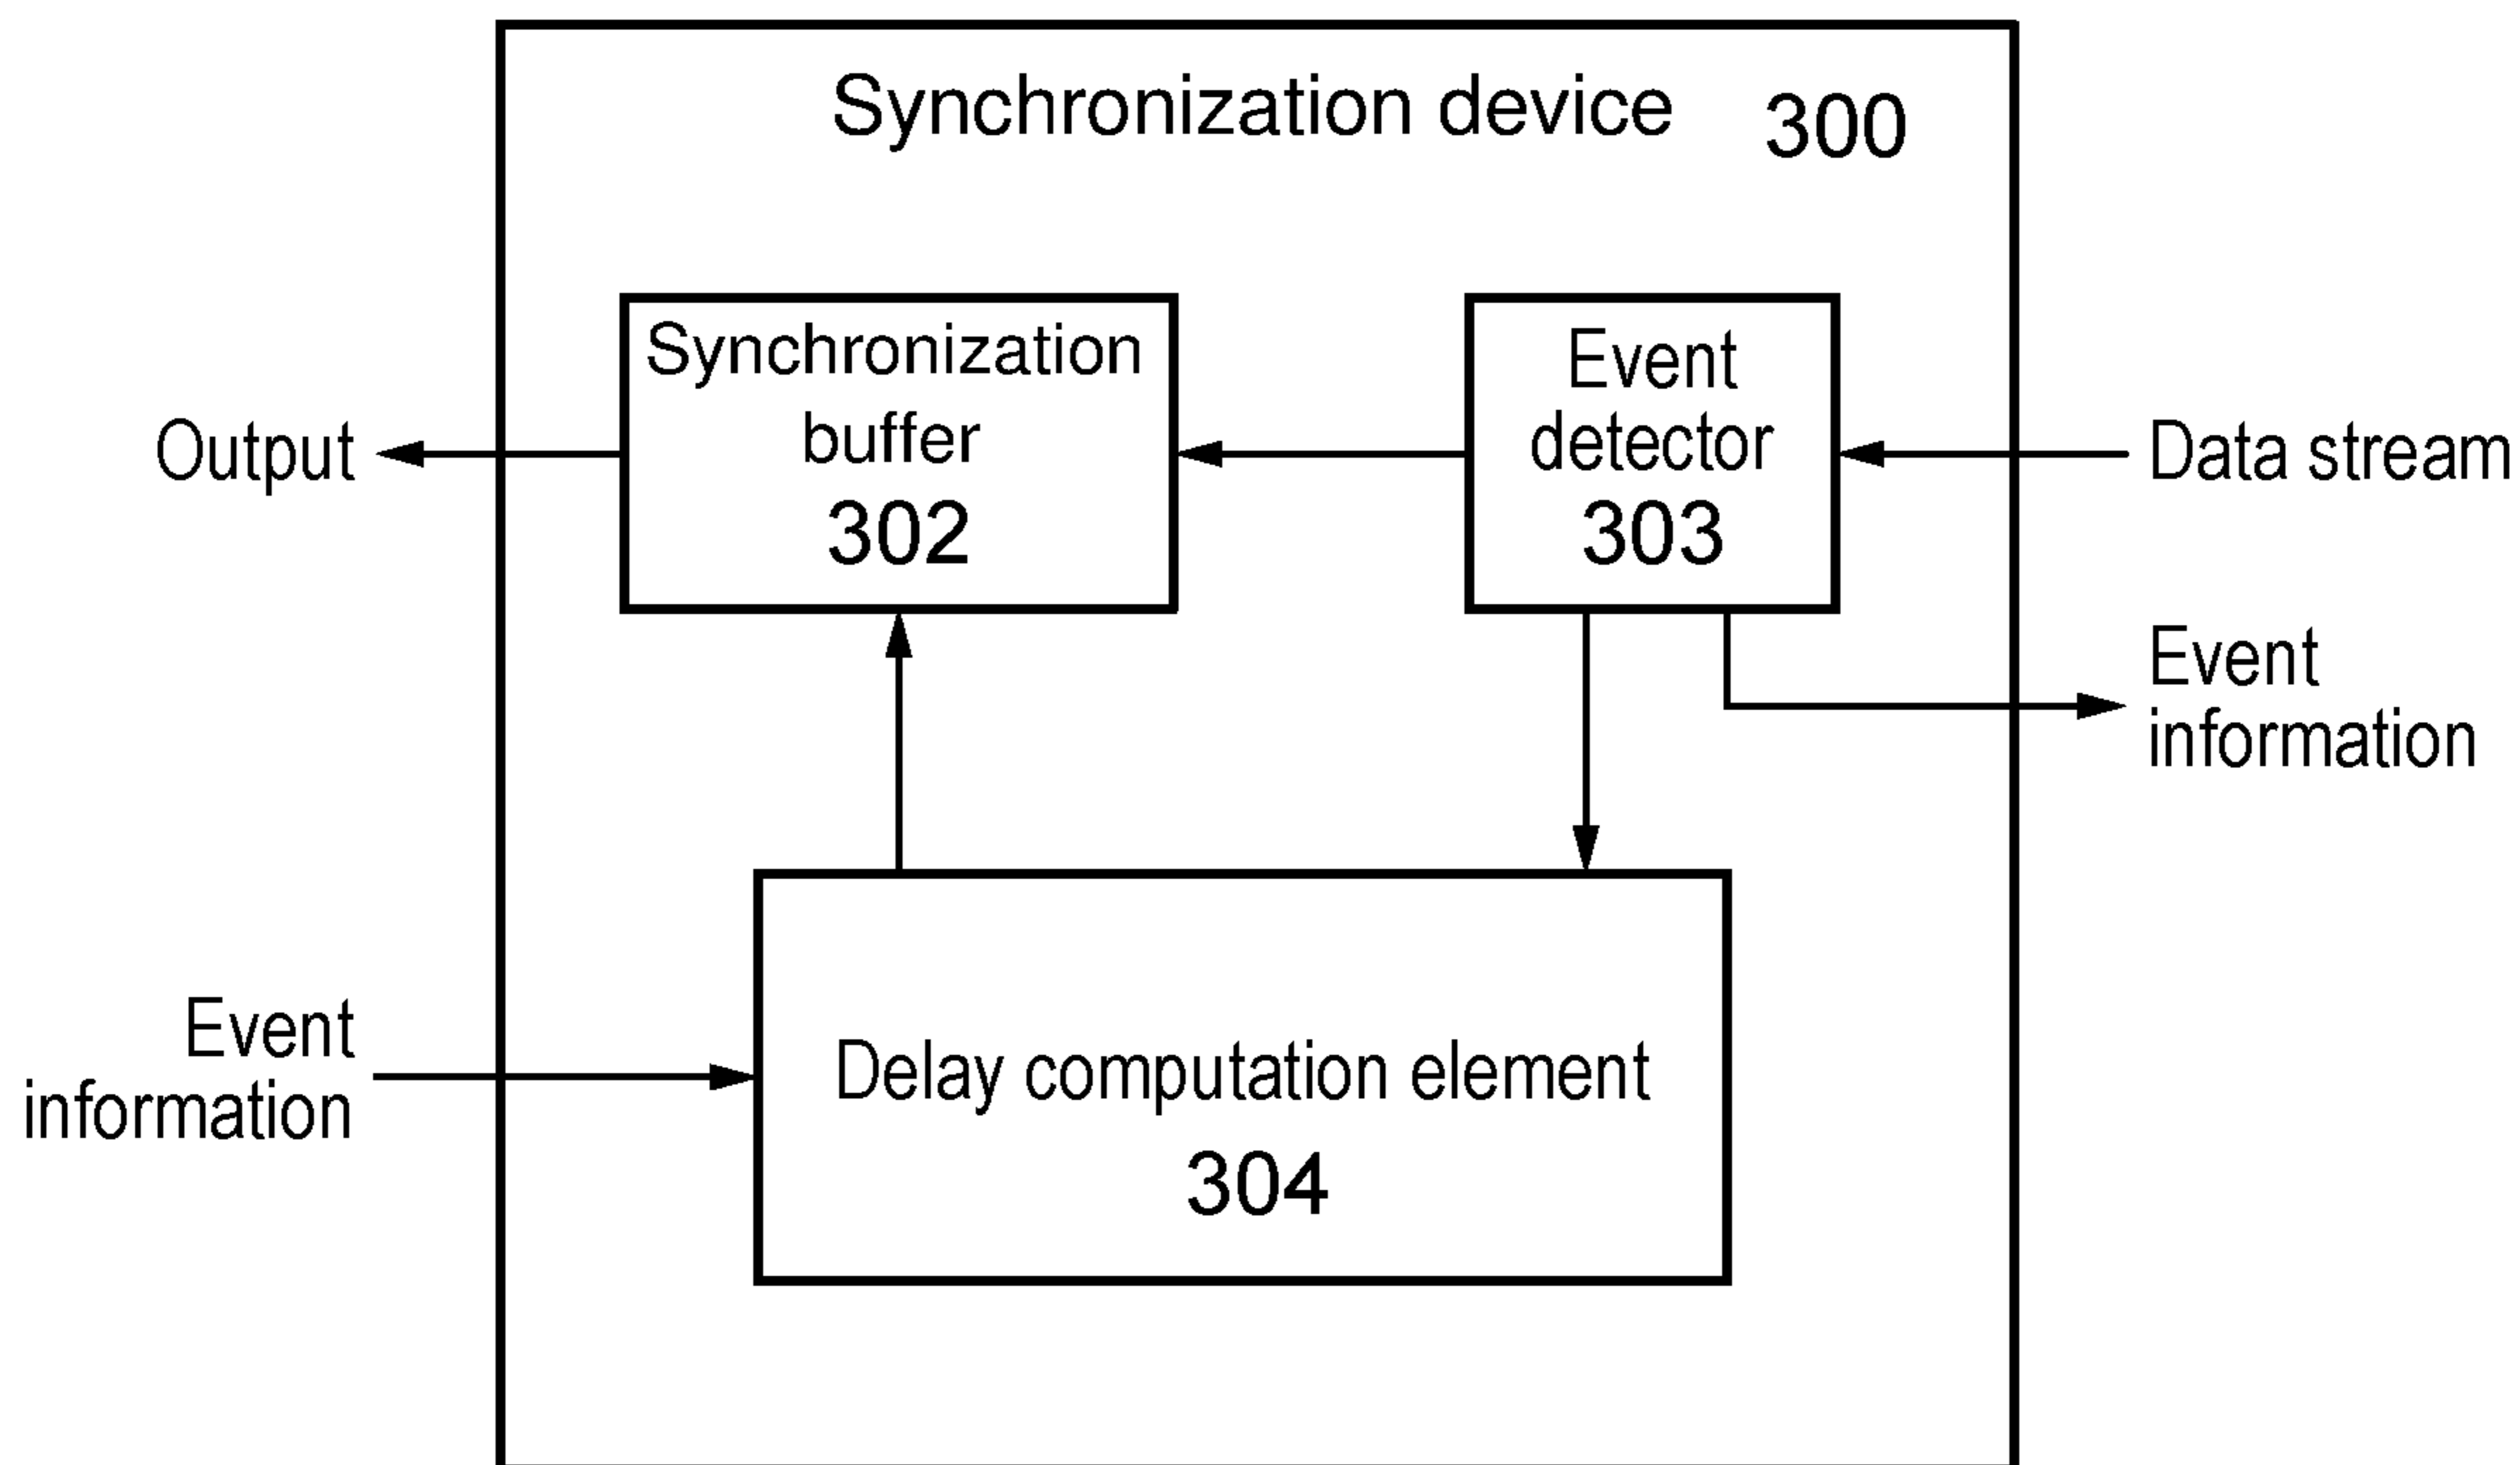 Synchronization device 300
Synchronization
buffer
302
Event
detector
303
Output
Data stream
Event
information
Event
information
Delay computation element
304